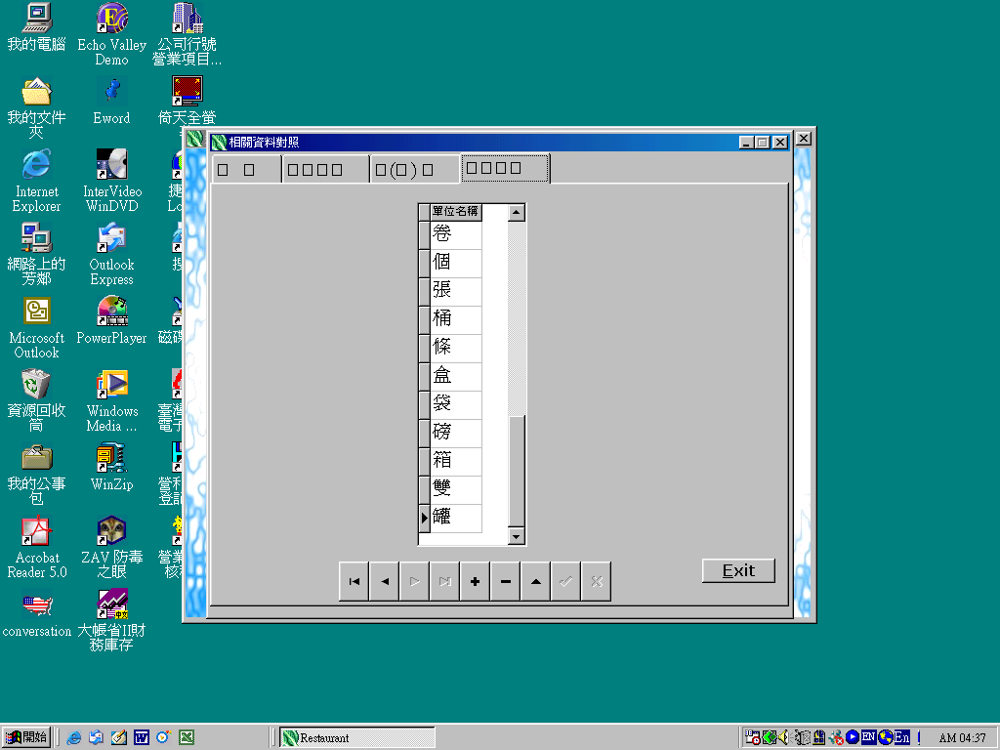 我的電腦
Echo Valley
Demo
公司行號
營業項目...
我的文件
夾
Eword
倚天全螢
Internet
Explorer
InterVideo
WinDVD
捷
網路上的
芳鄰
Outlook
Express
Microsoft
Outlook
PowerPlayer
磁碟
資源回收
筒
Windows
Media ...
臺灣
電子
我的公事
包
WinZip
營利
登記
Acrobat
Reader 5.0
ZAV 防毒
之眼
營業
核
conversation
大帳省II財
務庫存
相關資料對照
□ □
□□□□
□(□)□
□□□□
單位名稱
卷
個
張
桶
條
盒
袋
磅
箱
雙
罐
Exit
開始
Restaurant
EN
En
AM 04:37